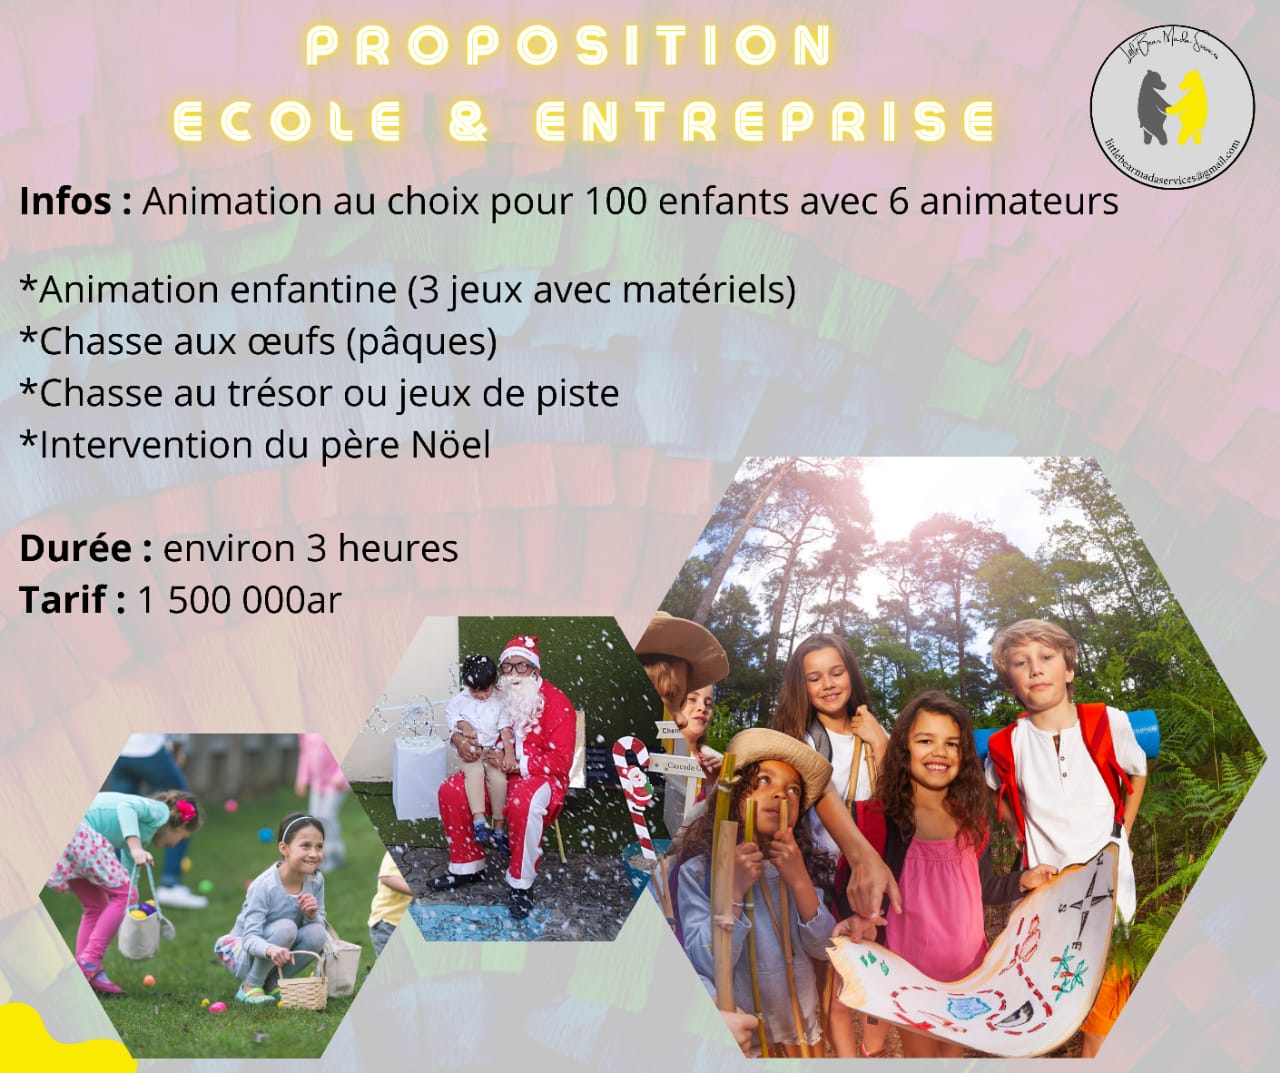 PROPOSITION
ECOLE & ENTREPRISE
Little Bear Mada Services
littlebearmadaservices@gmail.com
Infos : Animation au choix pour 100 enfants avec 6 animateurs
*Animation enfantine (3 jeux avec matériels)
*Chasse aux œufs (pâques)
*Chasse au trésor ou jeux de piste
*Intervention du père Nöel
Durée : environ 3 heures
Tarif : 1 500 000ar
Cascade
N
S
E